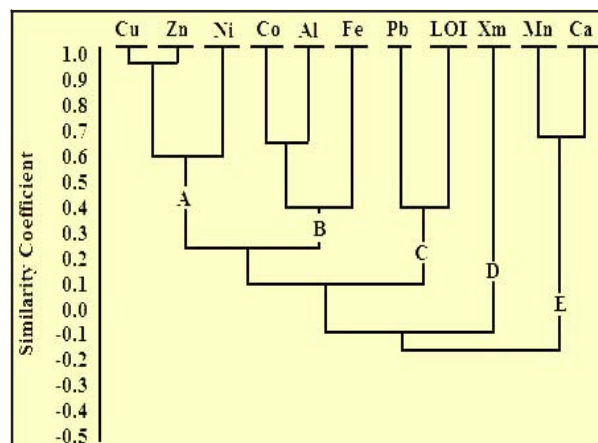 Cu Zn Ni Co Al Fe Pb LOI Xm Mn Ca
Similarity Coefficient
1.0
0.9
0.8
0.7
0.6
0.5
0.4
0.3
0.2
0.1
0.0
-0.1
-0.2
-0.3
-0.4
-0.5
A
B
C
D
E